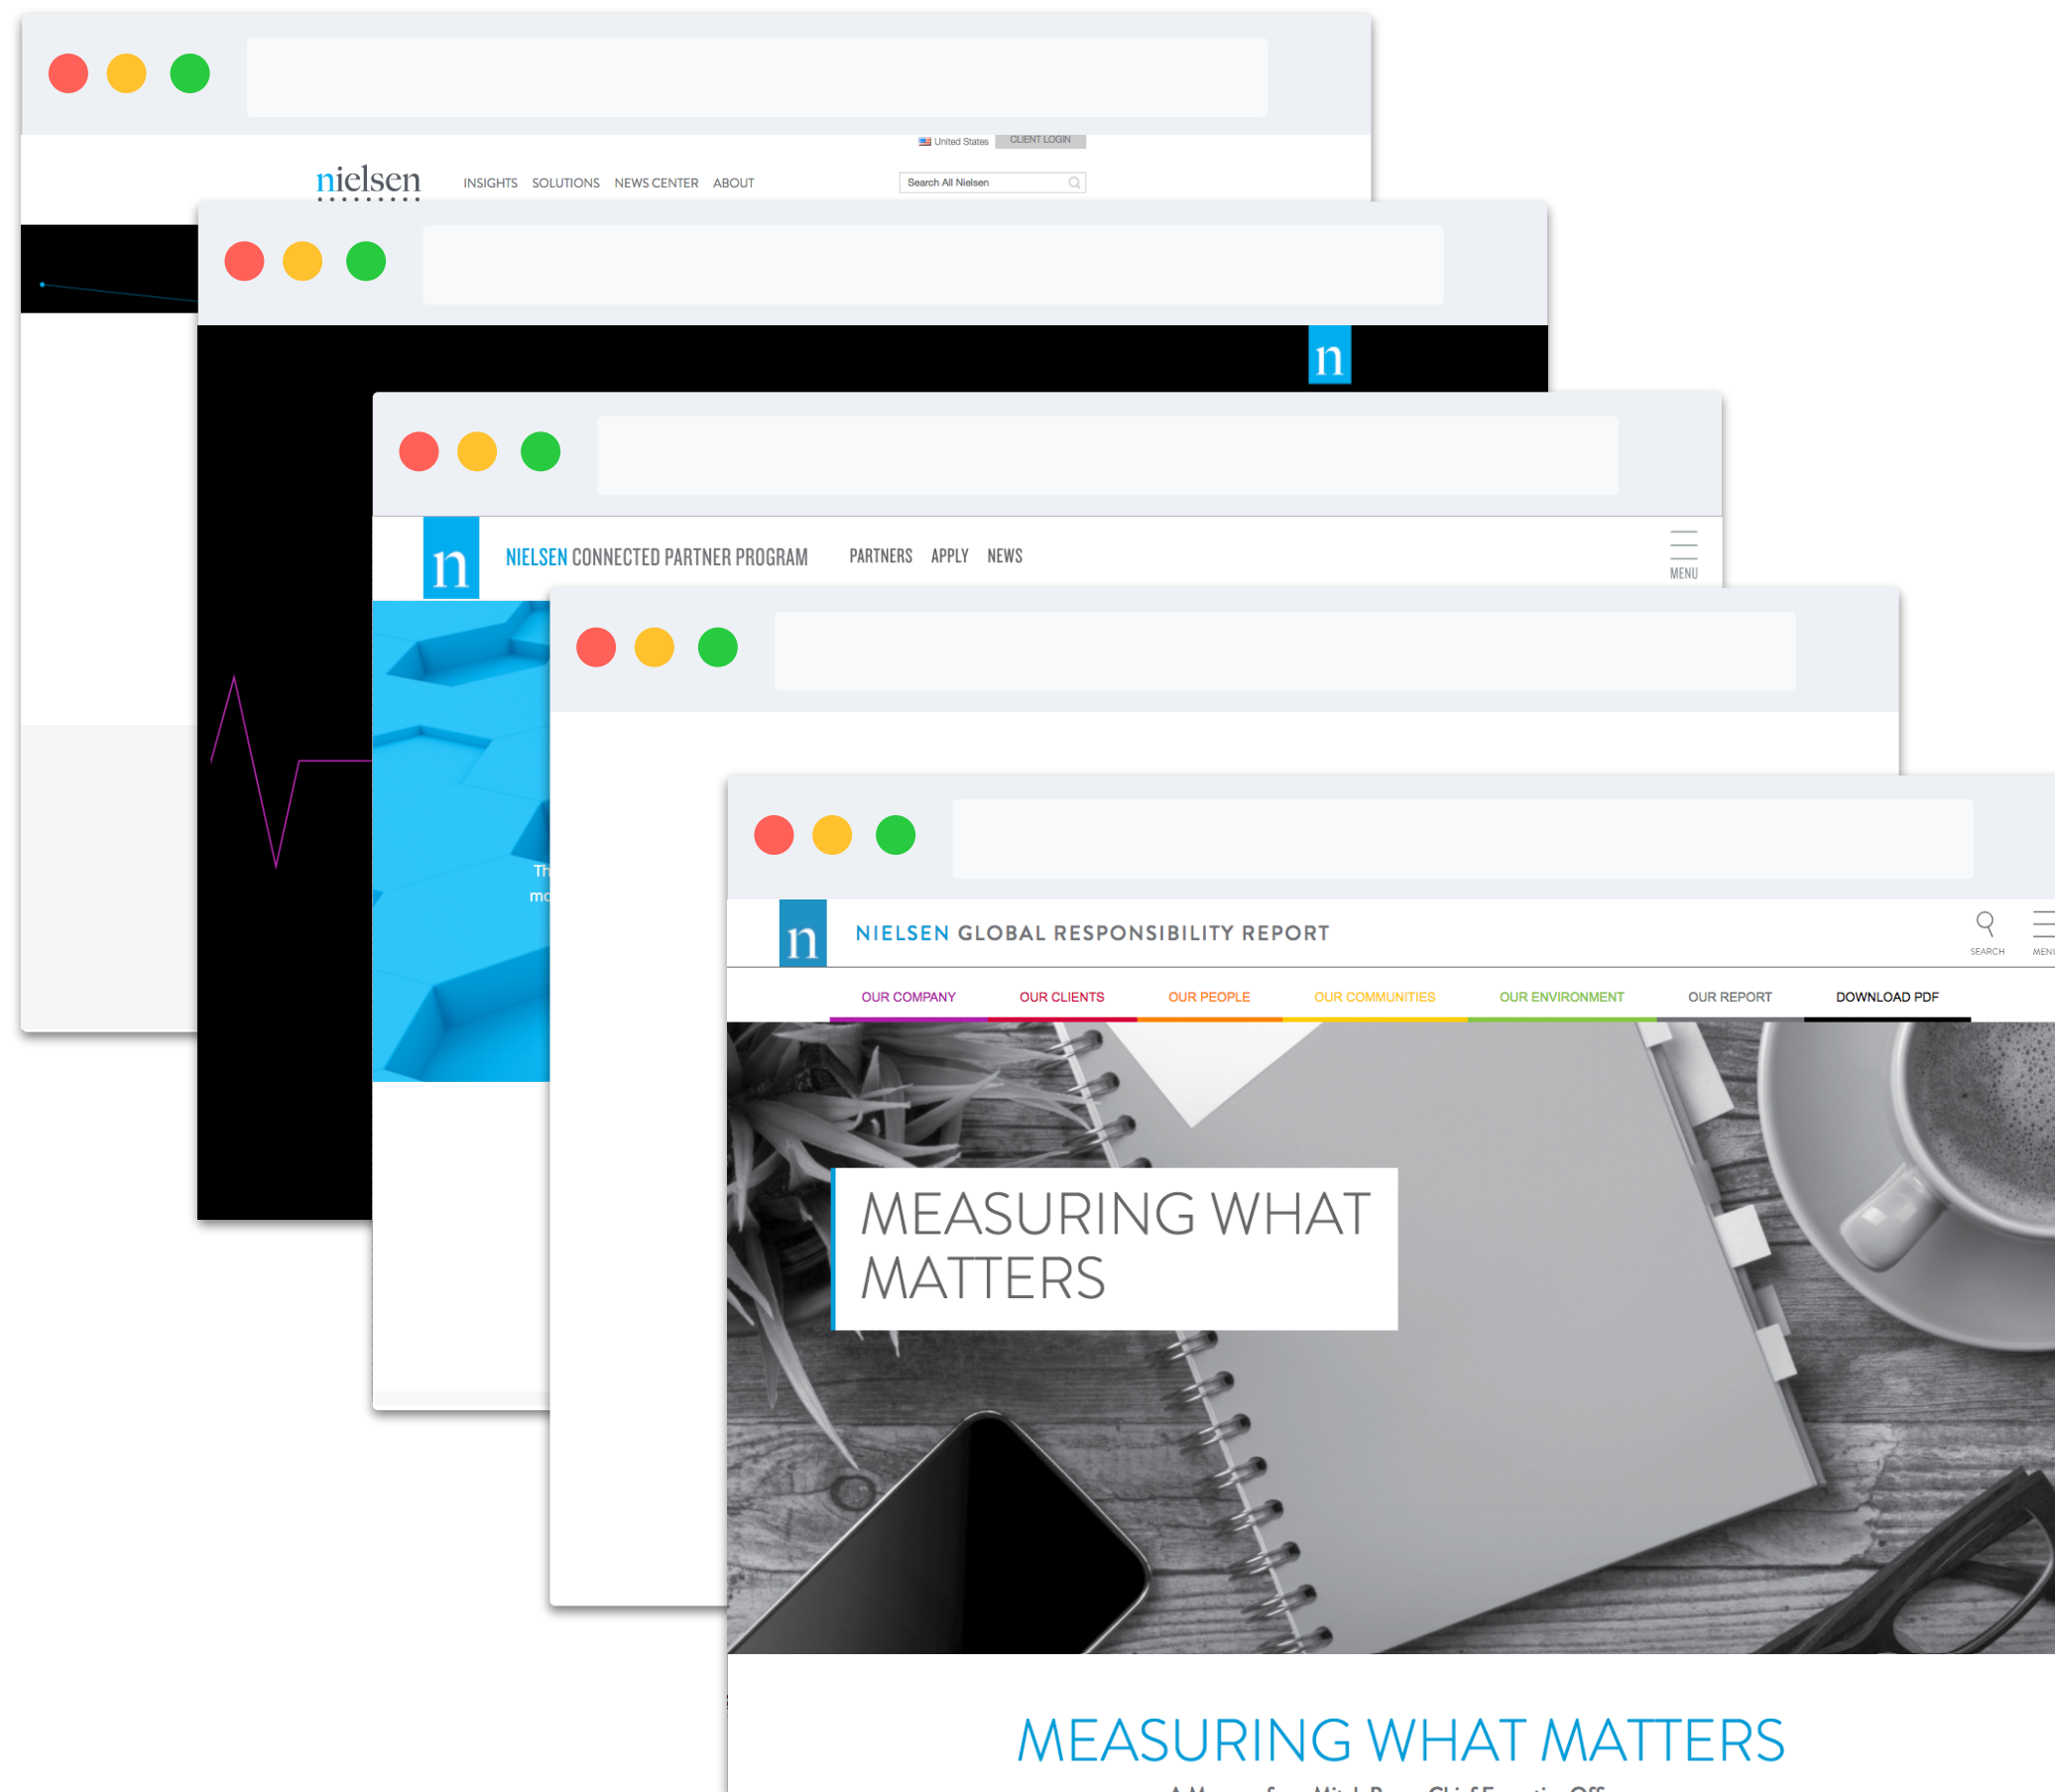 United States CLIENT LOGIN
nielsen INSIGHTS SOLUTIONS NEWS CENTER ABOUT Search All Nielsen
n
n NIELSEN CONNECTED PARTNER PROGRAM PARTNERS APPLY NEWS
MENU
n NIELSEN GLOBAL RESPONSIBILITY REPORT
SEARCH MENU
OUR COMPANY OUR CLIENTS OUR PEOPLE OUR COMMUNITIES OUR ENVIRONMENT OUR REPORT DOWNLOAD PDF
MEASURING WHAT
MATTERS
MEASURING WHAT MATTERS